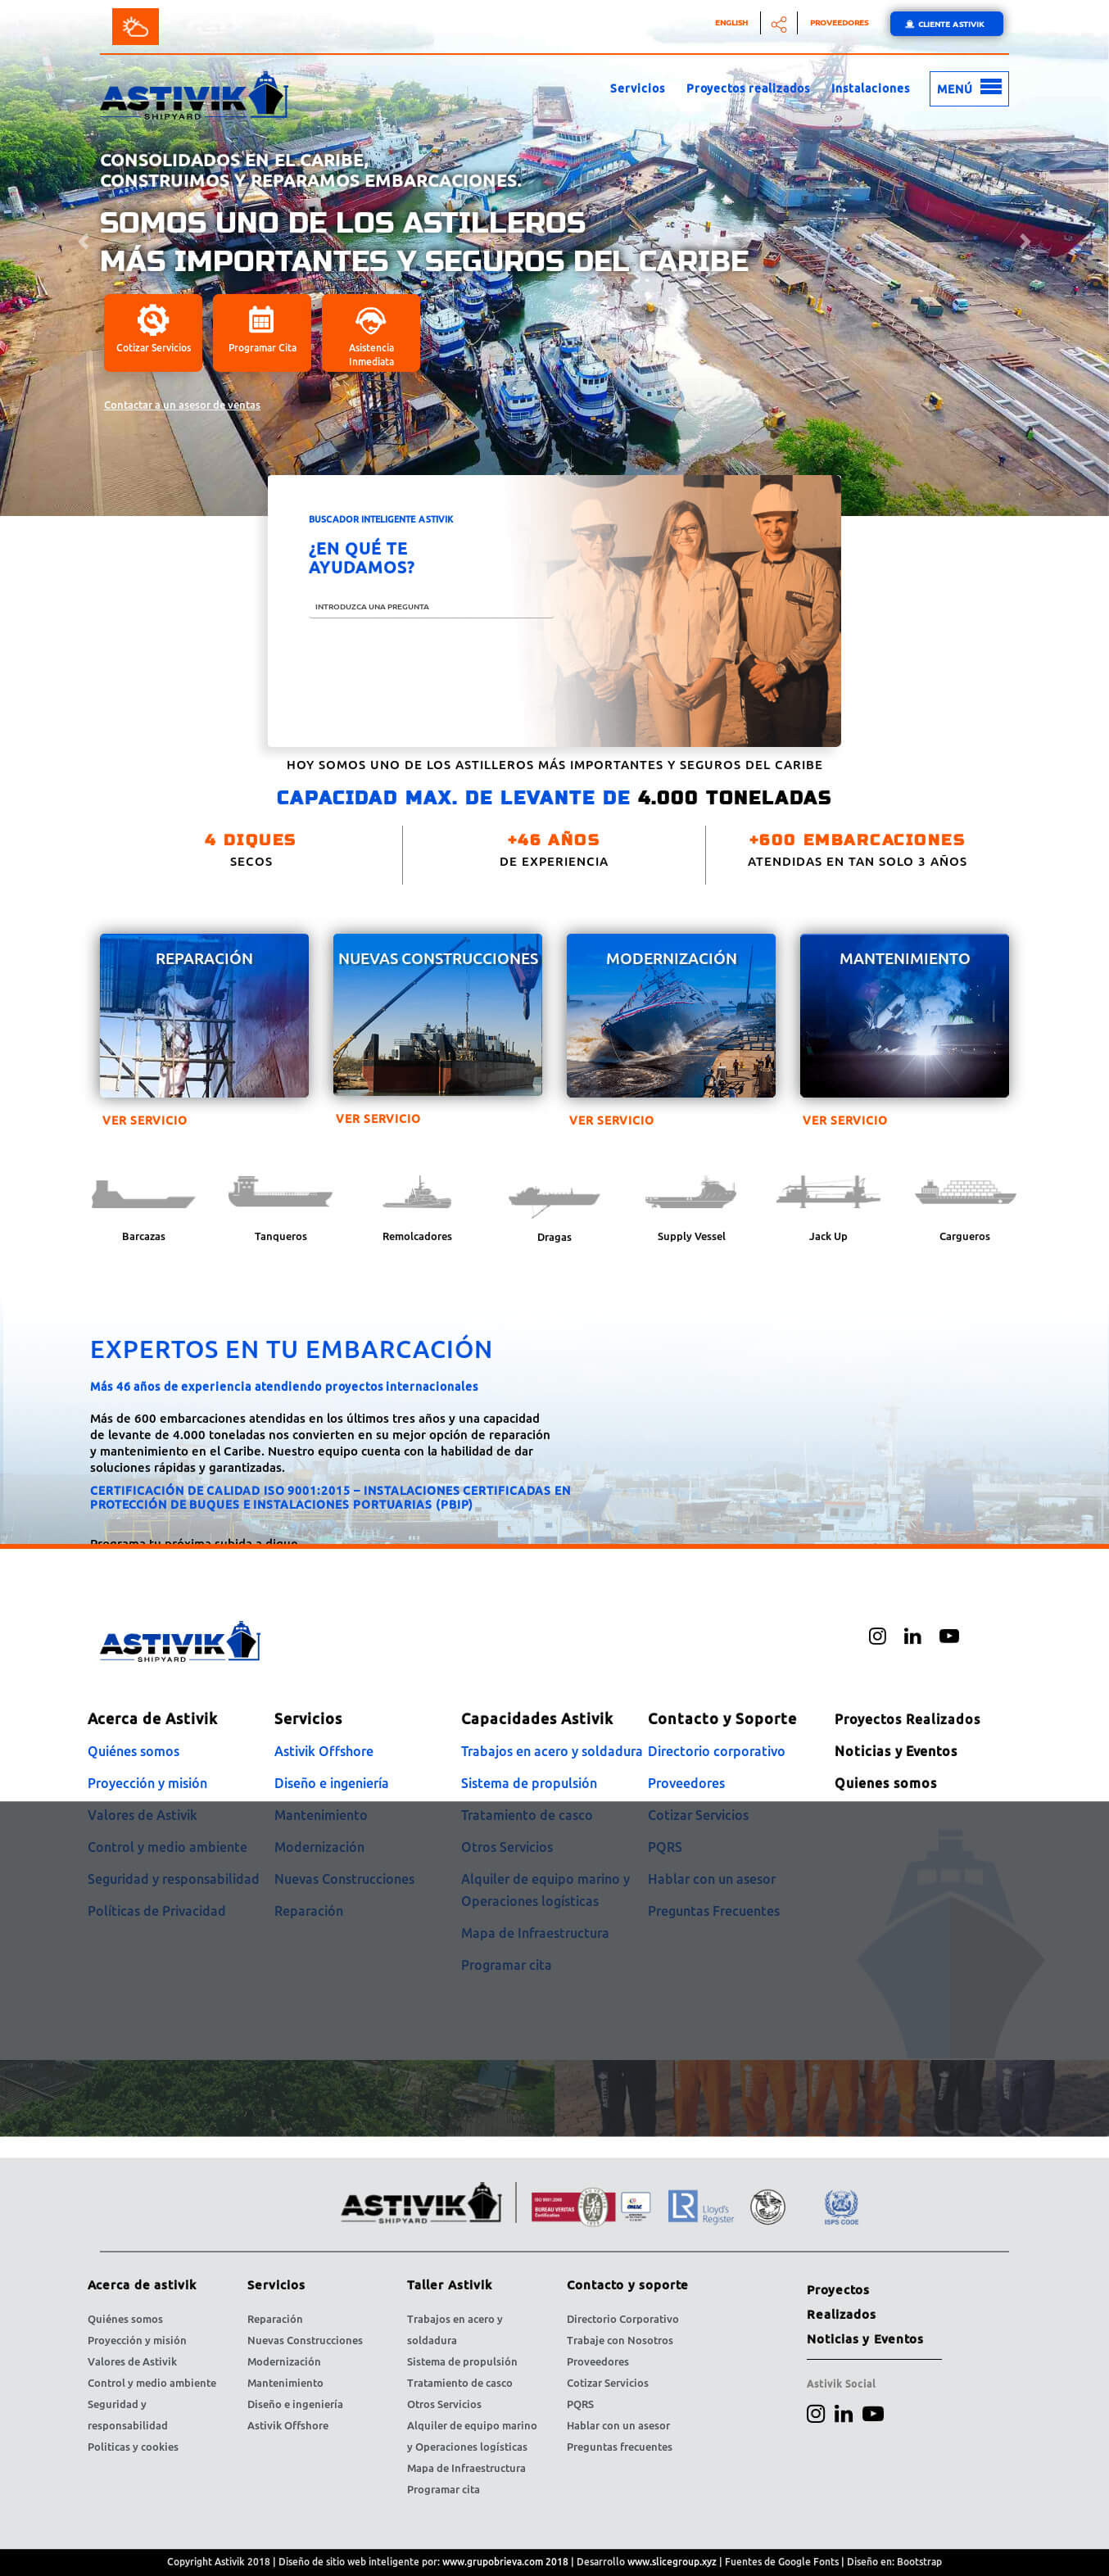 ENGLISH
PROVEEDORES
CLIENTE ASTIVIK
ASTIVIK
SHIPYARD
Servicios
Proyectos realizados
Instalaciones
MENÚ
CONSOLIDADOS EN EL CARIBE,
CONSTRUIMOS Y REPARAMOS EMBARCACIONES.
SOMOS UNO DE LOS ASTILLEROS
MÁS IMPORTANTES Y SEGUROS DEL CARIBE
Cotizar Servicios
Programar Cita
Asistencia
Inmediata
Contactar a un asesor de ventas
BUSCADOR INTELIGENTE ASTIVIK
¿EN QUÉ TE
AYUDAMOS?
INTRODUZCA UNA PREGUNTA
HOY SOMOS UNO DE LOS ASTILLEROS MÁS IMPORTANTES Y SEGUROS DEL CARIBE
CAPACIDAD MAX. DE LEVANTE DE 4.000 TONELADAS
4 DIQUES
SECOS
+46 AÑOS
DE EXPERIENCIA
+600 EMBARCACIONES
ATENDIDAS EN TAN SOLO 3 AÑOS
REPARACIÓN
NUEVAS CONSTRUCCIONES
MODERNIZACIÓN
MANTENIMIENTO
VER SERVICIO
VER SERVICIO
VER SERVICIO
VER SERVICIO
Barcazas
Tanqueros
Remolcadores
Dragas
Supply Vessel
Jack Up
Cargueros
EXPERTOS EN TU EMBARCACIÓN
Más 46 años de experiencia atendiendo proyectos internacionales
Más de 600 embarcaciones atendidas en los últimos tres años y una capacidad
de levante de 4.000 toneladas nos convierten en su mejor opción de reparación
y mantenimiento en el Caribe. Nuestro equipo cuenta con la habilidad de dar
soluciones rápidas y garantizadas.
CERTIFICACIÓN DE CALIDAD ISO 9001:2015 – INSTALACIONES CERTIFICADAS EN
PROTECCIÓN DE BUQUES E INSTALACIONES PORTUARIAS (PBIP)
Programa tu próxima subida a dique
ASTIVIK
SHIPYARD
Acerca de Astivik
Quiénes somos
Proyección y misión
Valores de Astivik
Control y medio ambiente
Seguridad y responsabilidad
Políticas de Privacidad
Servicios
Astivik Offshore
Diseño e ingeniería
Mantenimiento
Modernización
Nuevas Construcciones
Reparación
Capacidades Astivik
Trabajos en acero y soldadura
Sistema de propulsión
Tratamiento de casco
Otros Servicios
Alquiler de equipo marino y
Operaciones logísticas
Mapa de Infraestructura
Programar cita
Contacto y Soporte
Directorio corporativo
Proveedores
Cotizar Servicios
PQRS
Hablar con un asesor
Preguntas Frecuentes
Proyectos Realizados
Noticias y Eventos
Quienes somos
ASTIVIK
SHIPYARD
BUREAU VERITAS
Certification
ONAC
LR
Lloyd's
Register
ISPS CODE
Acerca de astivik
Quiénes somos
Proyección y misión
Valores de Astivik
Control y medio ambiente
Seguridad y
responsabilidad
Politicas y cookies
Servicios
Reparación
Nuevas Construcciones
Modernización
Mantenimiento
Diseño e ingeniería
Astivik Offshore
Taller Astivik
Trabajos en acero y
soldadura
Sistema de propulsión
Tratamiento de casco
Otros Servicios
Alquiler de equipo marino
y Operaciones logísticas
Mapa de Infraestructura
Programar cita
Contacto y soporte
Directorio Corporativo
Trabaje con Nosotros
Proveedores
Cotizar Servicios
PQRS
Hablar con un asesor
Preguntas frecuentes
Proyectos
Realizados
Noticias y Eventos
Astivik Social
Copyright Astivik 2018 | Diseño de sitio web inteligente por: www.grupobrieva.com 2018 | Desarrollo www.slicegroup.xyz | Fuentes de Google Fonts | Diseño en: Bootstrap